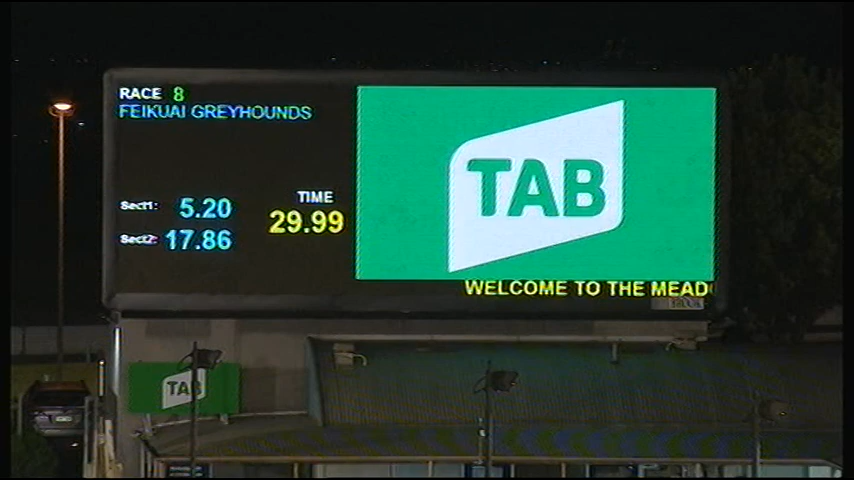 RACE 8
FEIKUAI GREYHOUNDS
Sect1: 5.20
Sect2: 17.86
TIME
29.99
TAB
WELCOME TO THE MEAD
TAB